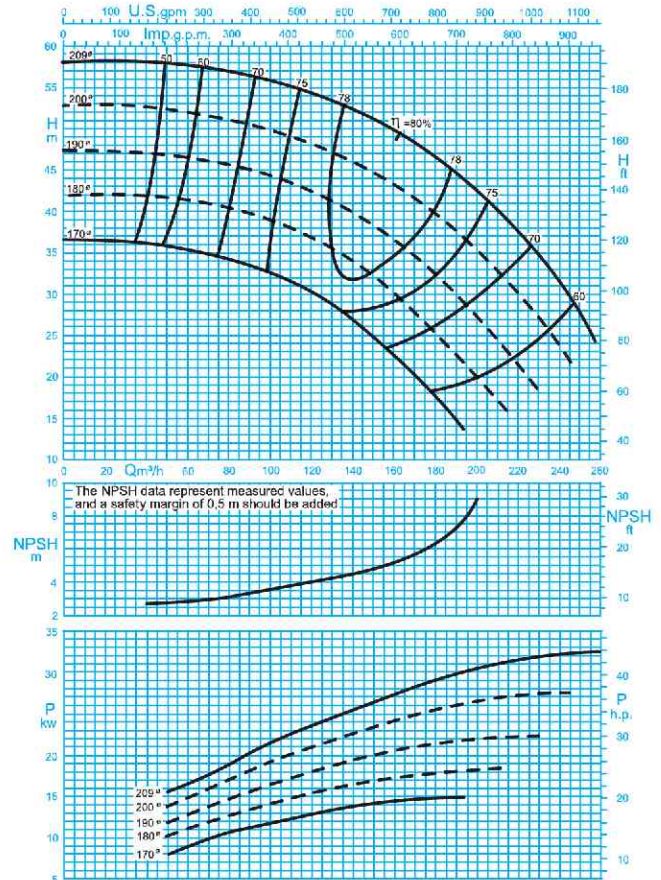 0 100 U.S.gpm 300 400 500 600 700 800 900 1000 1100
0 100 Imp.g.p.m. 300 400 500 600 700 800 900
60
55
H
m
45
40
35
30
25
20
15
10
209ø
200ø
190ø
180ø
170ø
50
60
70
75
78
η =80%
78
75
70
60
180
160
H
ft
140
120
100
80
60
40
0 20 Qm³/h 60 80 100 120 140 160 180 200 220 240 260
The NPSH data represent measured values,
and a safety margin of 0,5 m should be added
10
8
NPSH
m
4
2
30
NPSH
ft
20
10
35
30
P
kw
20
15
10
5
209ø
200ø
190ø
180ø
170ø
40
P
h.p.
30
20
10